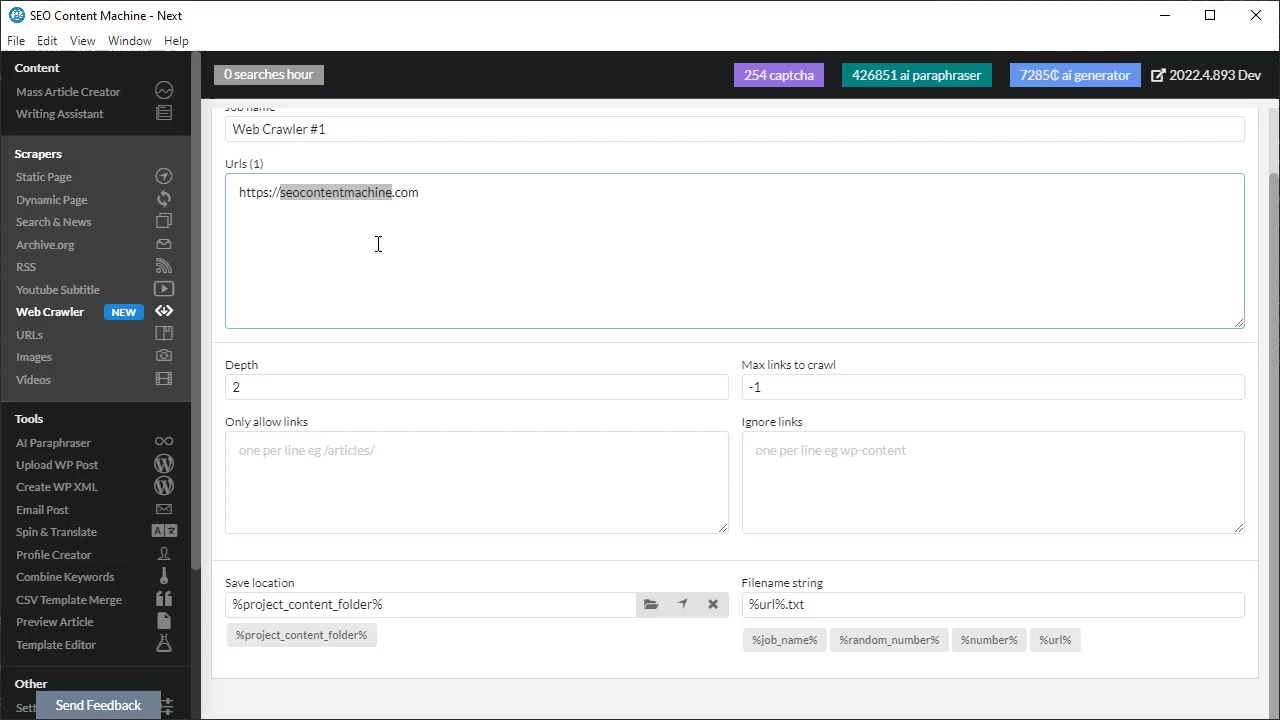 SEO Content Machine - Next
File Edit View Window Help
Content
Mass Article Creator
Writing Assistant
Scrapers
Static Page
Dynamic Page
Search & News
Archive.org
RSS
Youtube Subtitle
Web Crawler NEW
URLs
Images
Videos
Tools
AI Paraphraser
Upload WP Post
Create WP XML
Email Post
Spin & Translate
Profile Creator
Combine Keywords
CSV Template Merge
Preview Article
Template Editor
Other
Sett
Send Feedback
0 searches hour
254 captcha
426851 ai paraphraser
7285₵ ai generator
2022.4.893 Dev
Job name
Web Crawler #1
Urls (1)
https://seocontentmachine.com
Depth
2
Max links to crawl
-1
Only allow links
one per line eg /articles/
Ignore links
one per line eg wp-content
Save location
%project_content_folder%
%project_content_folder%
Filename string
%url%.txt
%job_name% %random_number% %number% %url%